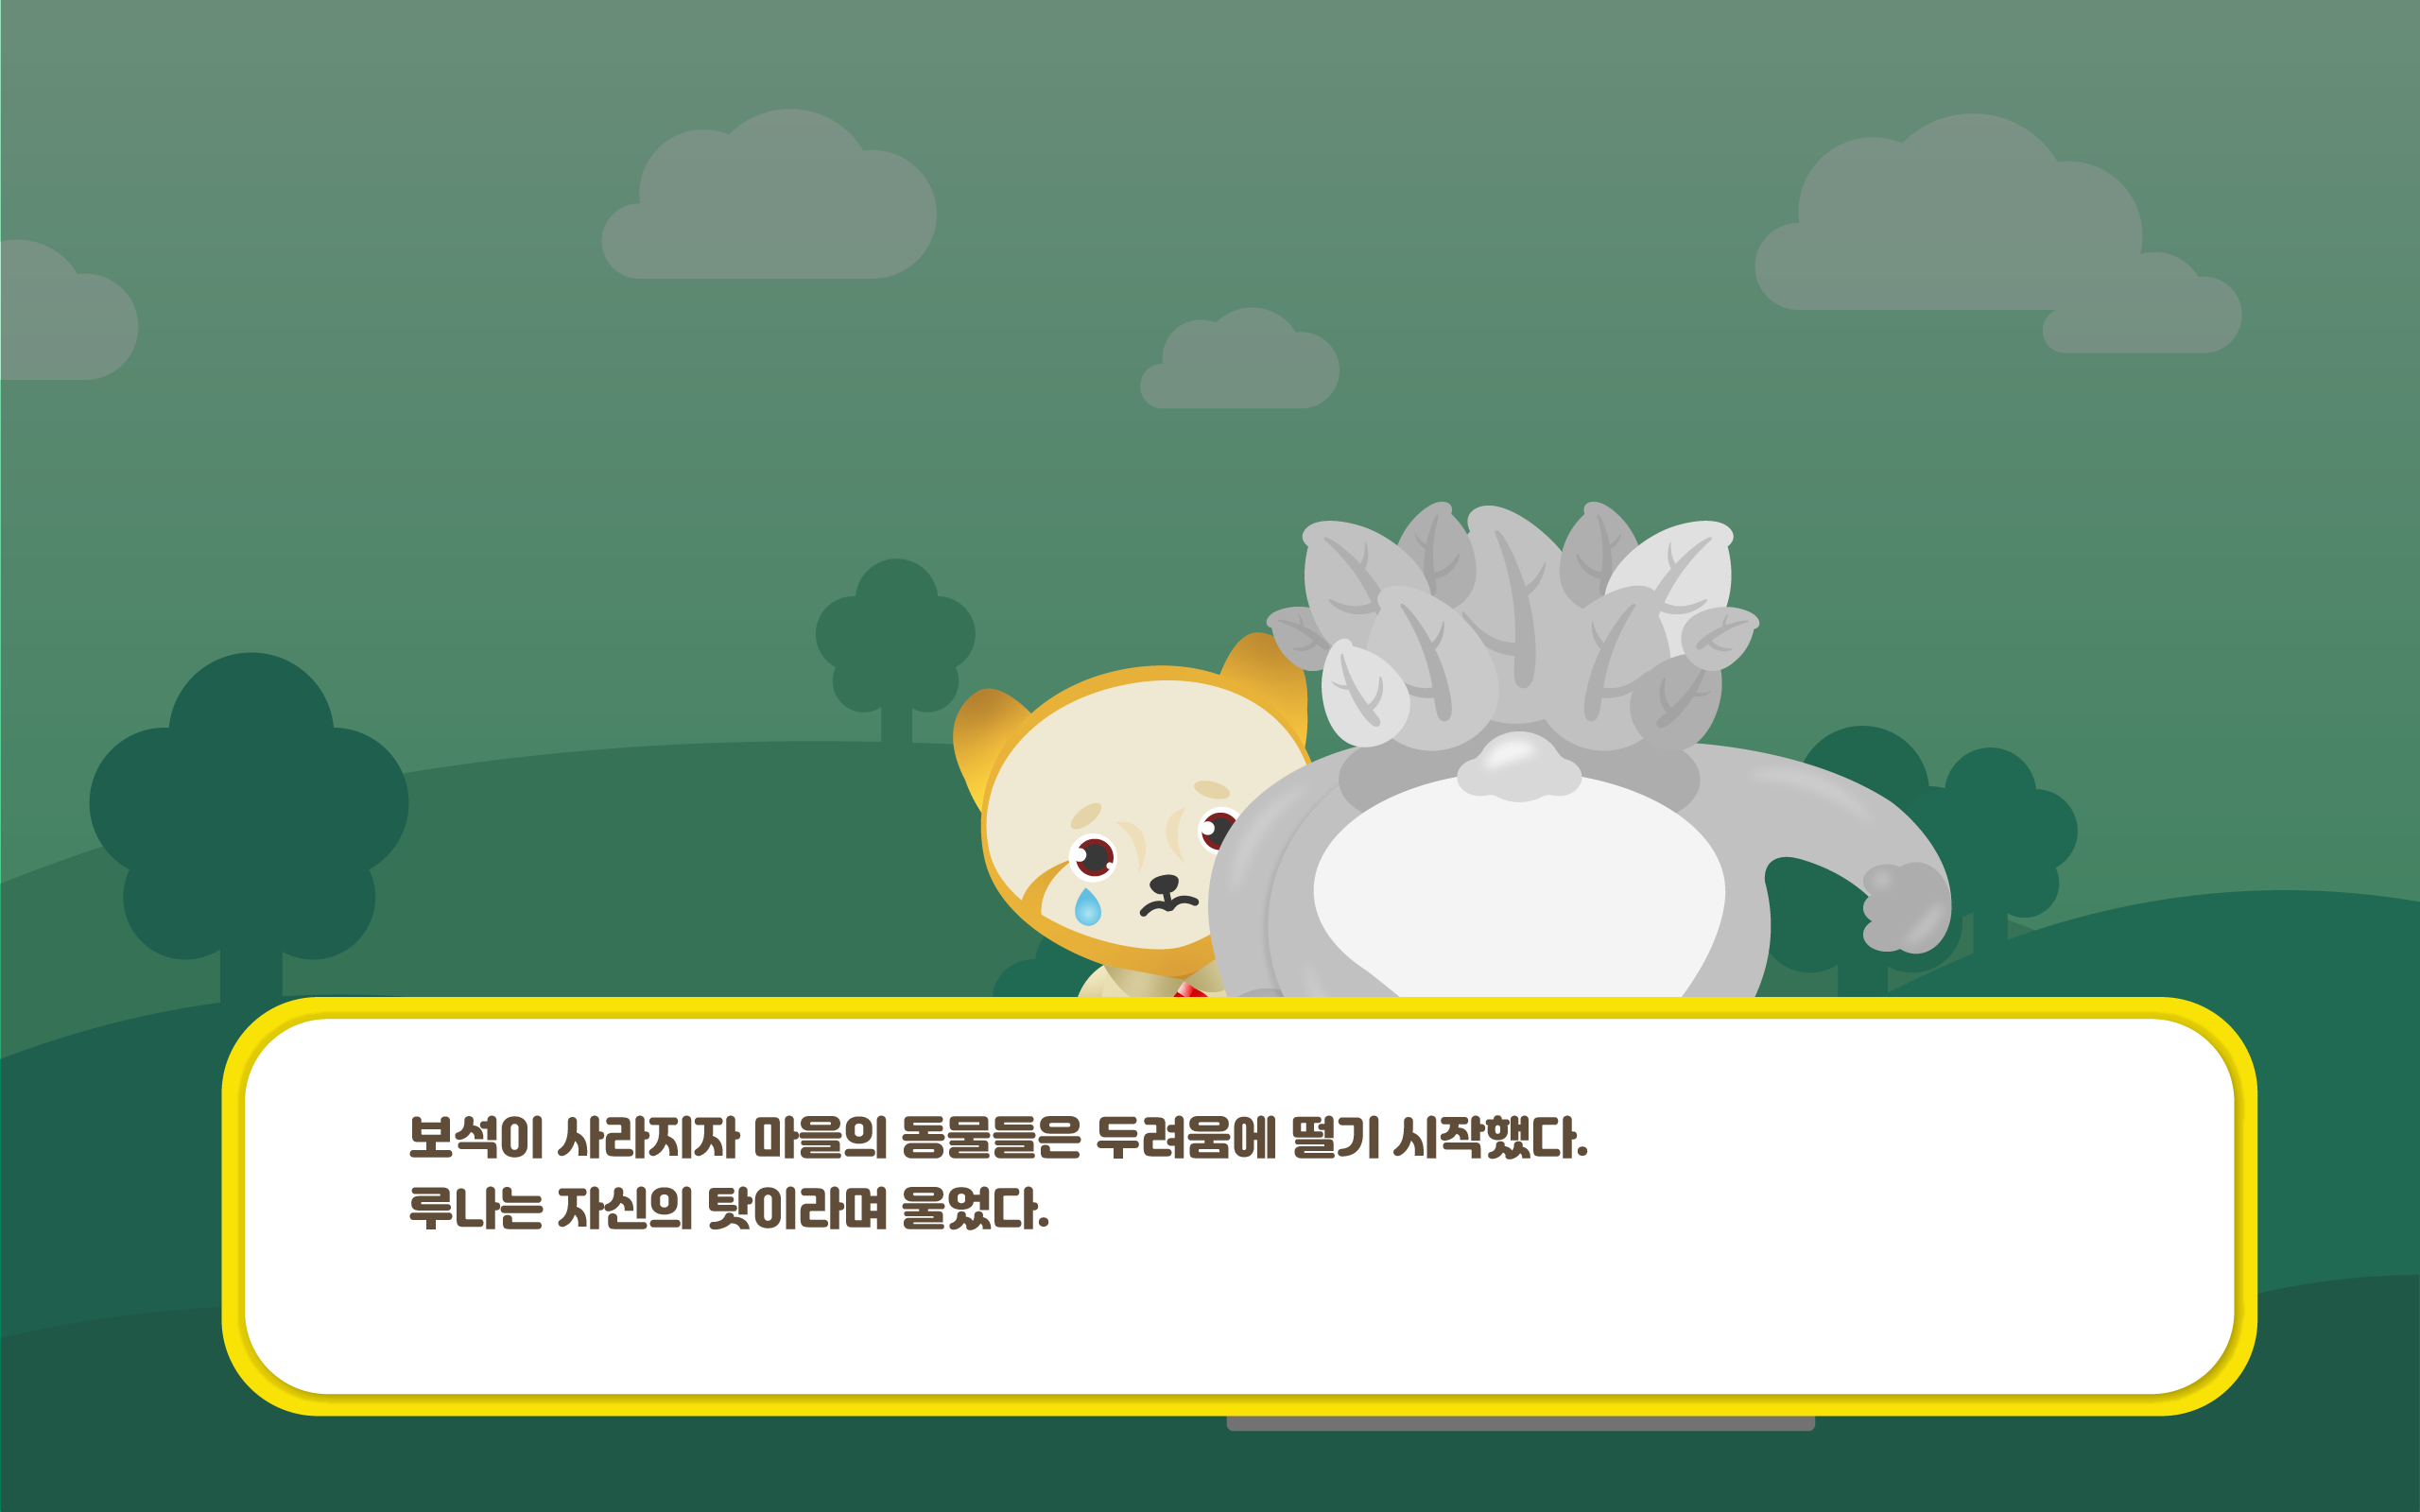 보석이 사라지자 마을의 동물들은 두려움에 떨기 시작했다.
루나는 자신의 탓이라며 울었다.